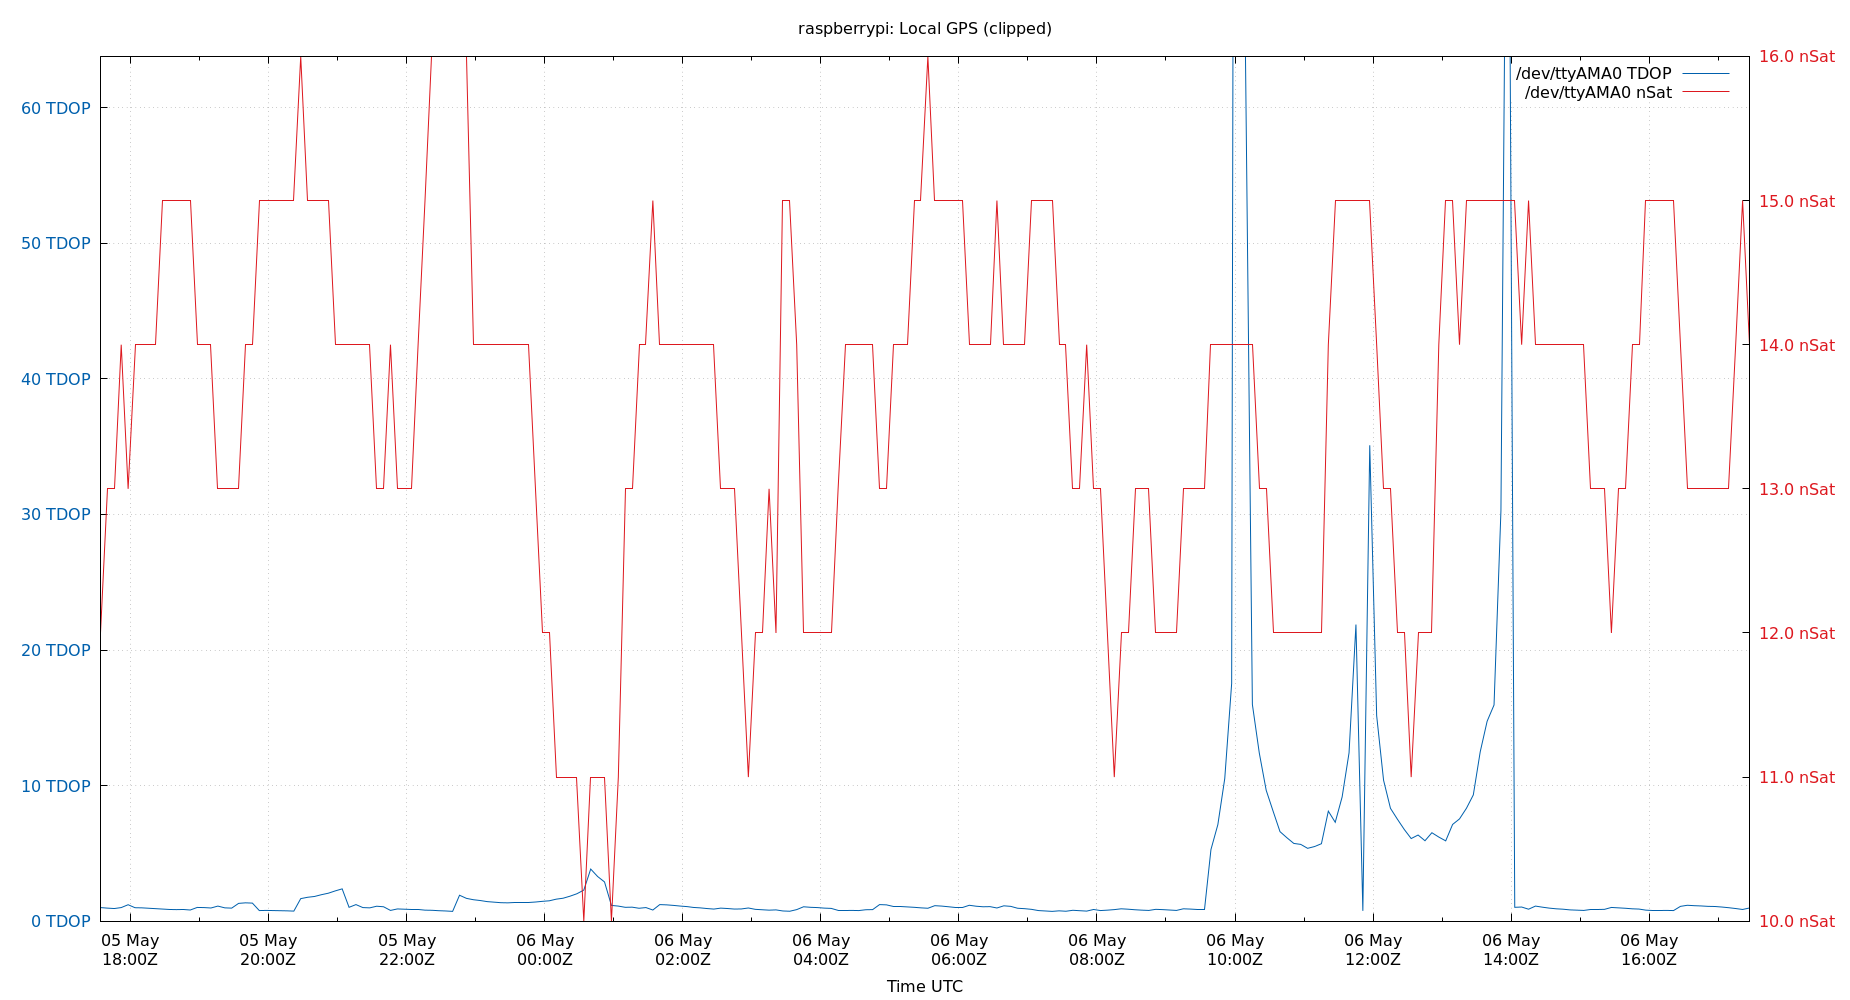 raspberrypi: Local GPS (clipped)
/dev/ttyAMA0 TDOP
/dev/ttyAMA0 nSat
60 TDOP
50 TDOP
40 TDOP
30 TDOP
20 TDOP
10 TDOP
0 TDOP
16.0 nSat
15.0 nSat
14.0 nSat
13.0 nSat
12.0 nSat
11.0 nSat
10.0 nSat
05 May 05 May 05 May 06 May 06 May 06 May 06 May 06 May 06 May 06 May 06 May 06 May
18:00Z 20:00Z 22:00Z 00:00Z 02:00Z 04:00Z 06:00Z 08:00Z 10:00Z 12:00Z 14:00Z 16:00Z
Time UTC